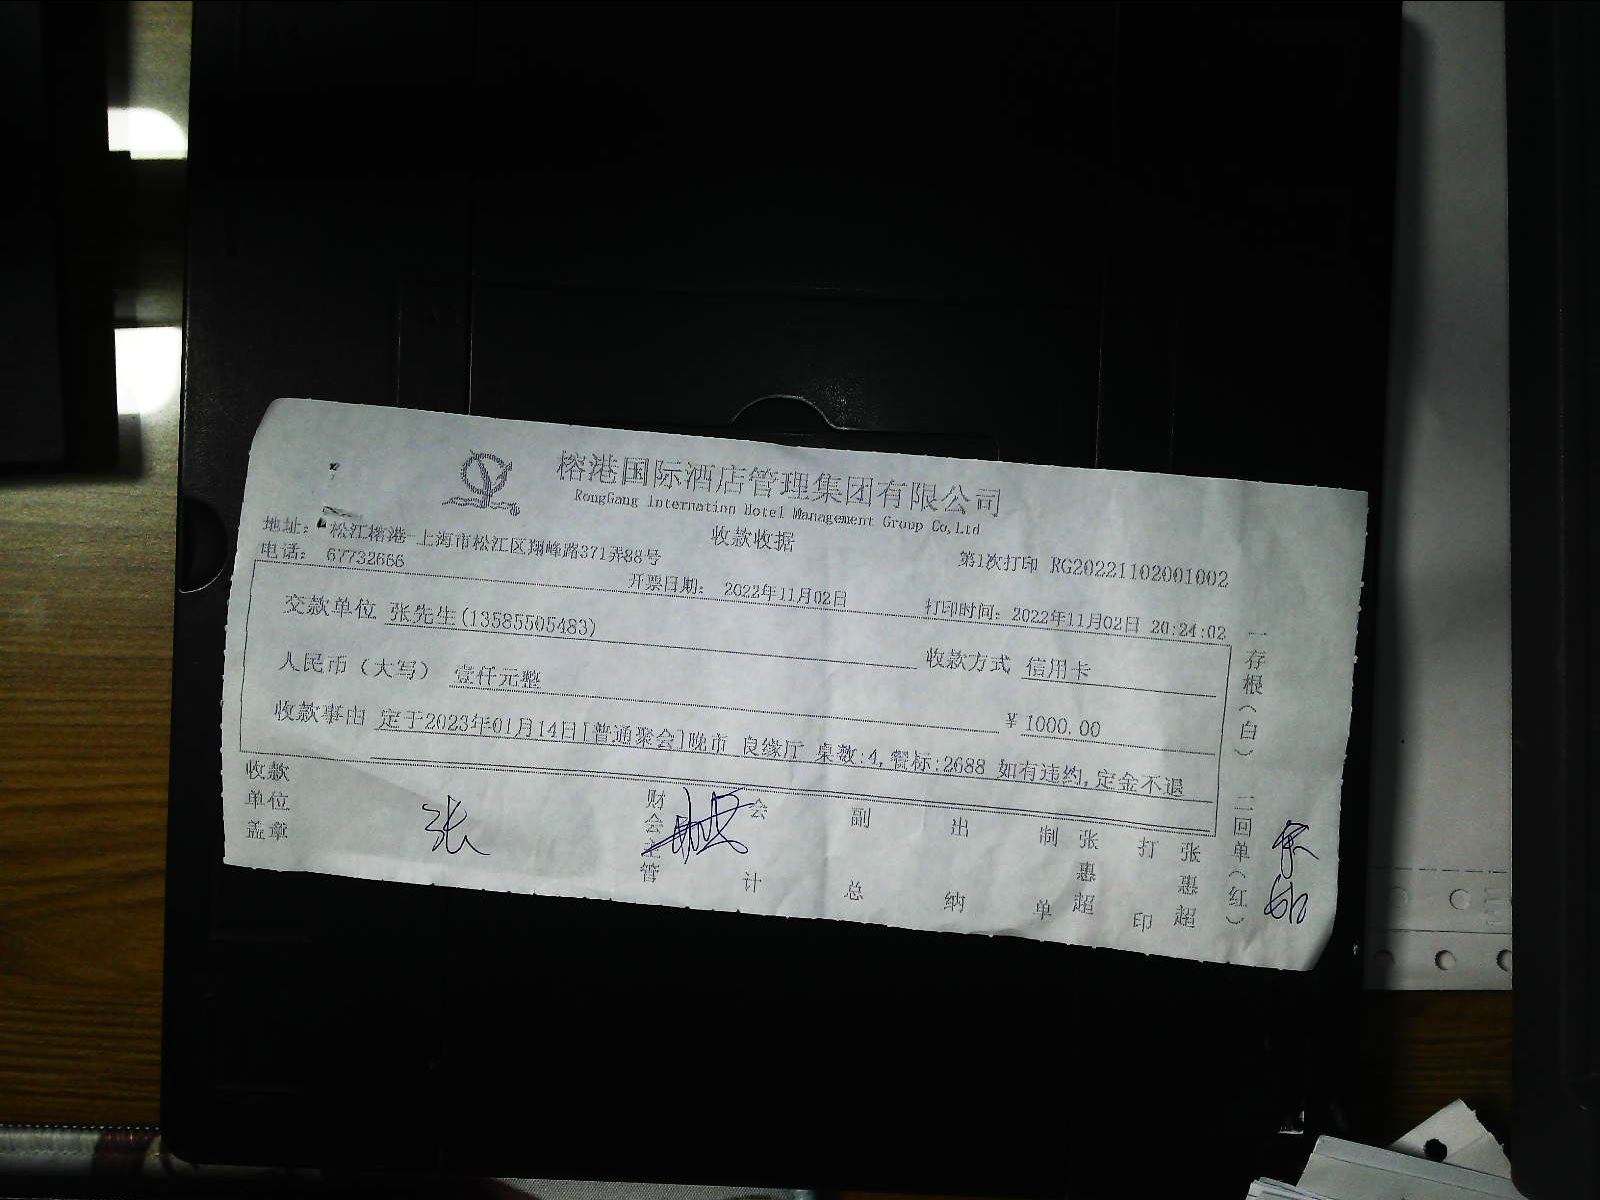 榕港国际酒店管理集团有限公司
RongGang International Hotel Management Group Co,Ltd
收款收据
地址：松江榕港-上海市松江区翔峰路371弄88号
第1次打印 RG20221102001002
电话： 67732666
开票日期： 2022年11月02日
打印时间：2022年11月02日 20:24:02
交款单位 张先生(13585505483)
收款方式 信用卡
人民币（大写） 壹仟元整
￥1000.00
收款事由 定于2023年01月14日[普通聚会]晚市 良缘厅 桌数:4,餐标:2688 如有违约,定金不退
收款单位盖章
张
财会主管
会计
副总
出纳
制单 张惠超
打印 张惠超
一存根（白）
二回单（红）